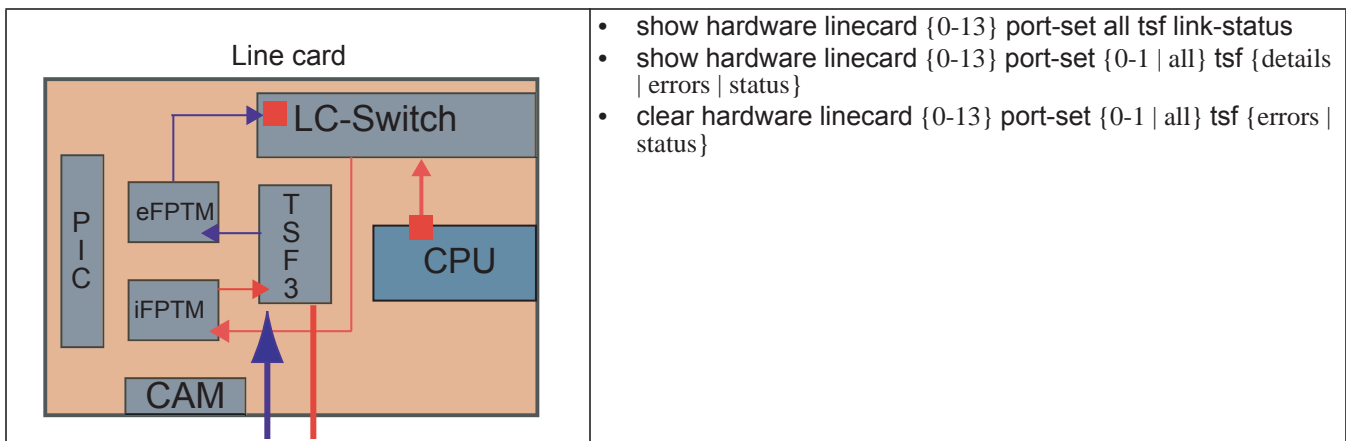 Line card
LC-Switch
eFPTM
T
S
F
3
P
I
C
CPU
iFPTM
CAM
• show hardware linecard {0-13} port-set all tsf link-status
• show hardware linecard {0-13} port-set {0-1 | all} tsf {details
| errors | status}
• clear hardware linecard {0-13} port-set {0-1 | all} tsf {errors |
status}